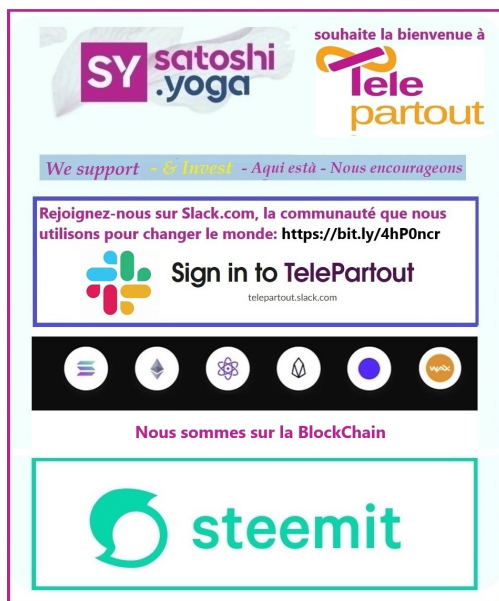 SY satoshi
.yoga
souhaite la bienvenue à
Tele
partout
We support - & Invest - Aqui està - Nous encourageons
Rejoignez-nous sur Slack.com, la communauté que nous
utilisons pour changer le monde: https://bit.ly/4hP0ncr
Sign in to TelePartout
telepartout.slack.com
wax
Nous sommes sur la BlockChain
steemit